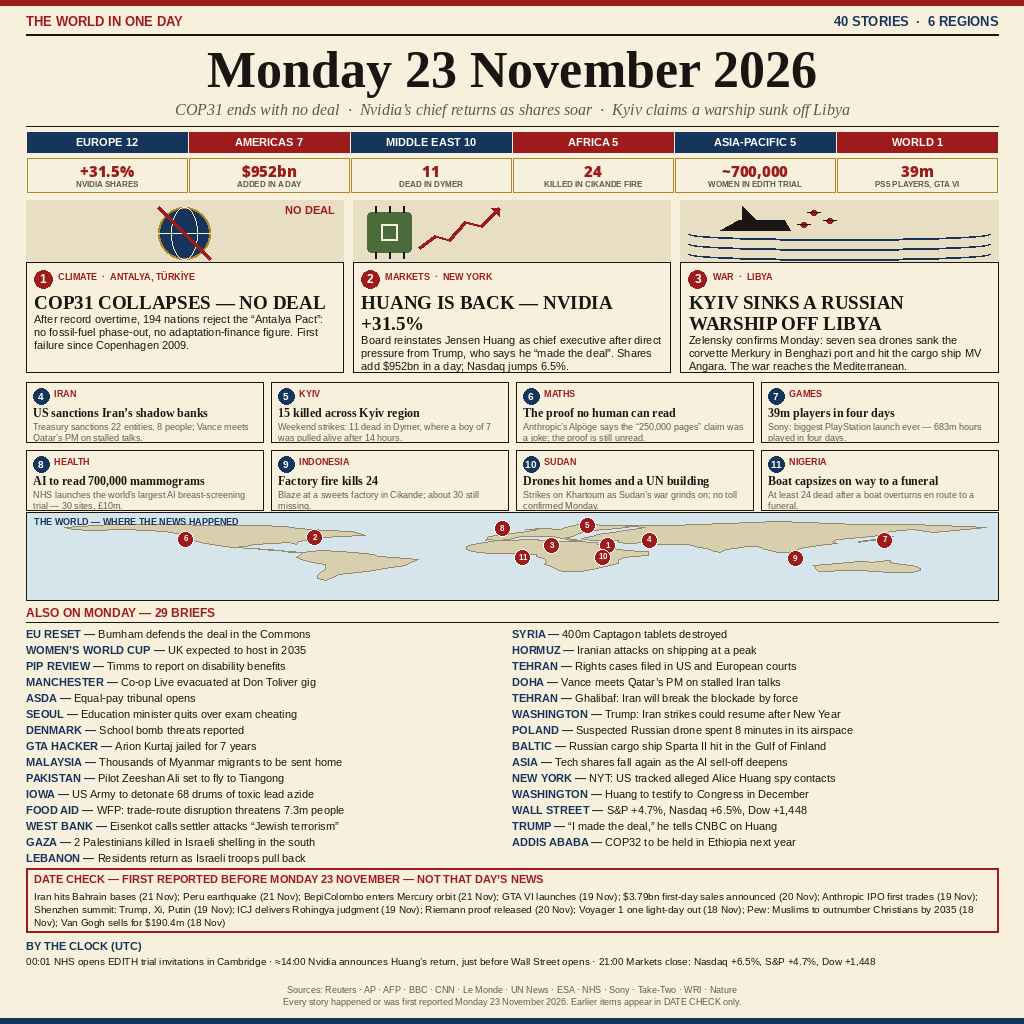 THE WORLD IN ONE DAY
40 STORIES · 6 REGIONS
Monday 23 November 2026
COP31 ends with no deal · Nvidia’s chief returns as shares soar · Kyiv claims a warship sunk off Libya
EUROPE 12
AMERICAS 7
MIDDLE EAST 10
AFRICA 5
ASIA-PACIFIC 5
WORLD 1
+31.5%
NVIDIA SHARES
$952bn
ADDED IN A DAY
11
DEAD IN DYMER
24
KILLED IN CIKANDE FIRE
~700,000
WOMEN IN EDITH TRIAL
39m
PS5 PLAYERS, GTA VI
NO DEAL
1 CLIMATE · ANTALYA, TÜRKİYE
COP31 COLLAPSES — NO DEAL
After record overtime, 194 nations reject the “Antalya Pact”:
no fossil-fuel phase-out, no adaptation-finance figure. First
failure since Copenhagen 2009.
2 MARKETS · NEW YORK
HUANG IS BACK — NVIDIA
+31.5%
Board reinstates Jensen Huang as chief executive after direct
pressure from Trump, who says he “made the deal”. Shares
add $952bn in a day; Nasdaq jumps 6.5%.
3 WAR · LIBYA
KYIV SINKS A RUSSIAN
WARSHIP OFF LIBYA
Zelensky confirms Monday: seven sea drones sank the
corvette Merkury in Benghazi port and hit the cargo ship MV
Angara. The war reaches the Mediterranean.
4 IRAN
US sanctions Iran’s shadow banks
Treasury sanctions 22 entities, 8 people; Vance meets
Qatar’s PM on stalled talks.
5 KYIV
15 killed across Kyiv region
Weekend strikes: 11 dead in Dymer, where a boy of 7
was pulled alive after 14 hours.
6 MATHS
The proof no human can read
Anthropic’s Alpöge says the “250,000 pages” claim was
a joke; the proof is still unread.
7 GAMES
39m players in four days
Sony: biggest PlayStation launch ever — 683m hours
played in four days.
8 HEALTH
AI to read 700,000 mammograms
NHS launches the world’s largest AI breast-screening
trial — 30 sites, £10m.
9 INDONESIA
Factory fire kills 24
Blaze at a sweets factory in Cikande; about 30 still
missing.
10 SUDAN
Drones hit homes and a UN building
Strikes on Khartoum as Sudan’s war grinds on; no toll
confirmed Monday.
11 NIGERIA
Boat capsizes on way to a funeral
At least 24 dead after a boat overturns en route to a
funeral.
THE WORLD — WHERE THE NEWS HAPPENED
6
2
8
11
3
5
1
10
4
9
7
ALSO ON MONDAY — 29 BRIEFS
EU RESET — Burnham defends the deal in the Commons
WOMEN’S WORLD CUP — UK expected to host in 2035
PIP REVIEW — Timms to report on disability benefits
MANCHESTER — Co-op Live evacuated at Don Toliver gig
ASDA — Equal-pay tribunal opens
SEOUL — Education minister quits over exam cheating
DENMARK — School bomb threats reported
GTA HACKER — Arion Kurtaj jailed for 7 years
MALAYSIA — Thousands of Myanmar migrants to be sent home
PAKISTAN — Pilot Zeeshan Ali set to fly to Tiangong
IOWA — US Army to detonate 68 drums of toxic lead azide
FOOD AID — WFP: trade-route disruption threatens 7.3m people
WEST BANK — Eisenkot calls settler attacks “Jewish terrorism”
GAZA — 2 Palestinians killed in Israeli shelling in the south
LEBANON — Residents return as Israeli troops pull back
SYRIA — 400m Captagon tablets destroyed
HORMUZ — Iranian attacks on shipping at a peak
TEHRAN — Rights cases filed in US and European courts
DOHA — Vance meets Qatar’s PM on stalled Iran talks
TEHRAN — Ghalibaf: Iran will break the blockade by force
WASHINGTON — Trump: Iran strikes could resume after New Year
POLAND — Suspected Russian drone spent 8 minutes in its airspace
BALTIC — Russian cargo ship Sparta II hit in the Gulf of Finland
ASIA — Tech shares fall again as the AI sell-off deepens
NEW YORK — NYT: US tracked alleged Alice Huang spy contacts
WASHINGTON — Huang to testify to Congress in December
WALL STREET — S&P +4.7%, Nasdaq +6.5%, Dow +1,448
TRUMP — “I made the deal,” he tells CNBC on Huang
ADDIS ABABA — COP32 to be held in Ethiopia next year
DATE CHECK — FIRST REPORTED BEFORE MONDAY 23 NOVEMBER — NOT THAT DAY’S NEWS
Iran hits Bahrain bases (21 Nov); Peru earthquake (21 Nov); BepiColombo enters Mercury orbit (21 Nov); GTA VI launches (19 Nov); $3.79bn first-day sales announced (20 Nov); Anthropic IPO first trades (19 Nov);
Shenzhen summit: Trump, Xi, Putin (19 Nov); ICJ delivers Rohingya judgment (19 Nov); Riemann proof released (20 Nov); Voyager 1 one light-day out (18 Nov); Pew: Muslims to outnumber Christians by 2035 (18
Nov); Van Gogh sells for $190.4m (18 Nov)
BY THE CLOCK (UTC)
00:01 NHS opens EDITH trial invitations in Cambridge · ≈14:00 Nvidia announces Huang’s return, just before Wall Street opens · 21:00 Markets close: Nasdaq +6.5%, S&P +4.7%, Dow +1,448
Sources: Reuters · AP · AFP · BBC · CNN · Le Monde · UN News · ESA · NHS · Sony · Take-Two · WRI · Nature
Every story happened or was first reported Monday 23 November 2026. Earlier items appear in DATE CHECK only.